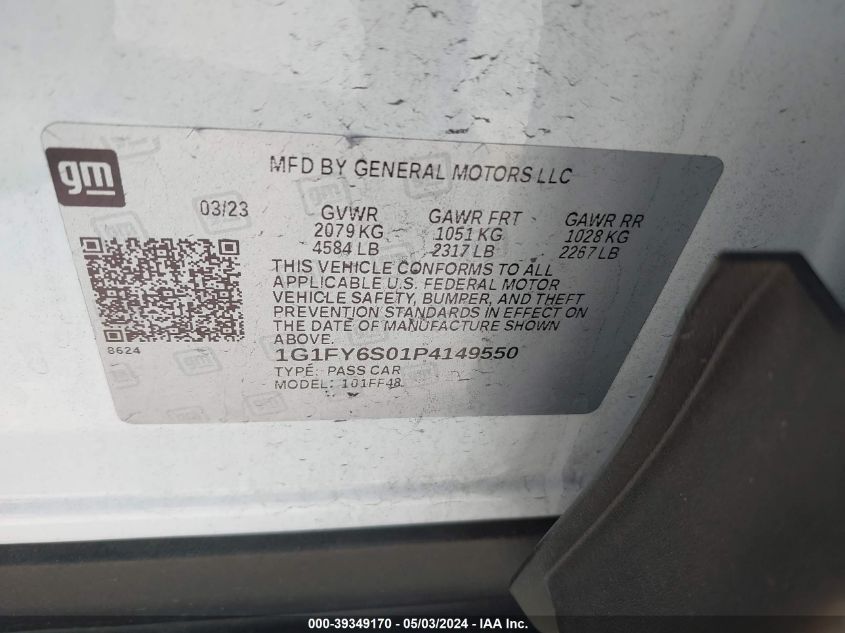 gm
MFD BY GENERAL MOTORS LLC
03/23 GVWR GAWR FRT GAWR RR
2079 KG 1051 KG 1028 KG
4584 LB 2317 LB 2267 LB
THIS VEHICLE CONFORMS TO ALL
APPLICABLE U.S. FEDERAL MOTOR
VEHICLE SAFETY, BUMPER, AND THEFT
PREVENTION STANDARDS IN EFFECT ON
THE DATE OF MANUFACTURE SHOWN
ABOVE.
8624
1G1FY6S01P4149550
TYPE: PASS CAR
MODEL: 101FF48
000-39349170 - 05/03/2024 - IAA Inc.